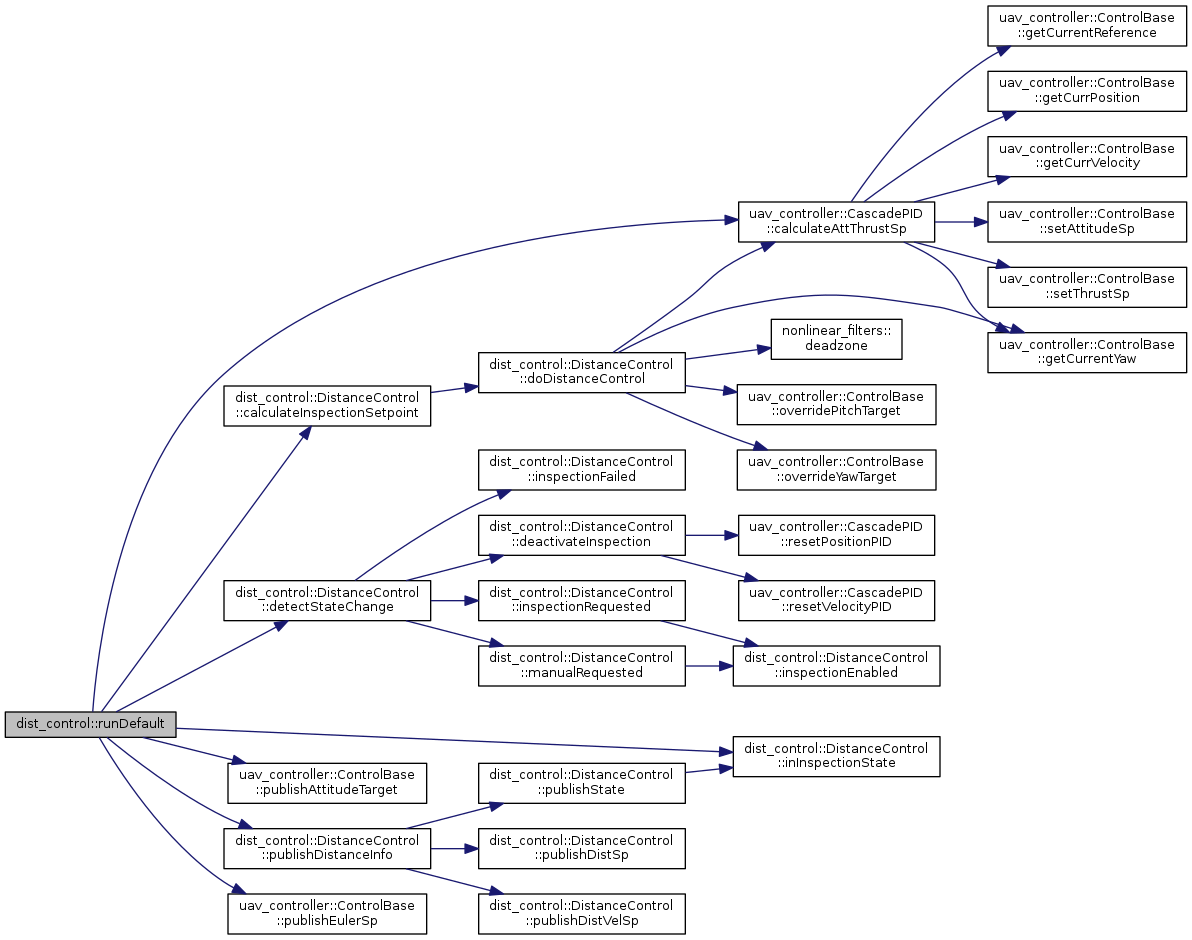 uav_controller::ControlBase
::getCurrentReference
uav_controller::ControlBase
::getCurrPosition
uav_controller::ControlBase
::getCurrVelocity
uav_controller::CascadePID
::calculateAttThrustSp
uav_controller::ControlBase
::setAttitudeSp
uav_controller::ControlBase
::setThrustSp
nonlinear_filters::
deadzone
uav_controller::ControlBase
::getCurrentYaw
dist_control::DistanceControl
::doDistanceControl
dist_control::DistanceControl
::calculateInspectionSetpoint
uav_controller::ControlBase
::overridePitchTarget
uav_controller::ControlBase
::overrideYawTarget
dist_control::DistanceControl
::inspectionFailed
dist_control::DistanceControl
::deactivateInspection
uav_controller::CascadePID
::resetPositionPID
dist_control::DistanceControl
::detectStateChange
dist_control::DistanceControl
::inspectionRequested
uav_controller::CascadePID
::resetVelocityPID
dist_control::DistanceControl
::manualRequested
dist_control::DistanceControl
::inspectionEnabled
dist_control::runDefault
dist_control::DistanceControl
::inInspectionState
uav_controller::ControlBase
::publishAttitudeTarget
dist_control::DistanceControl
::publishState
dist_control::DistanceControl
::publishDistanceInfo
dist_control::DistanceControl
::publishDistSp
uav_controller::ControlBase
::publishEulerSp
dist_control::DistanceControl
::publishDistVelSp